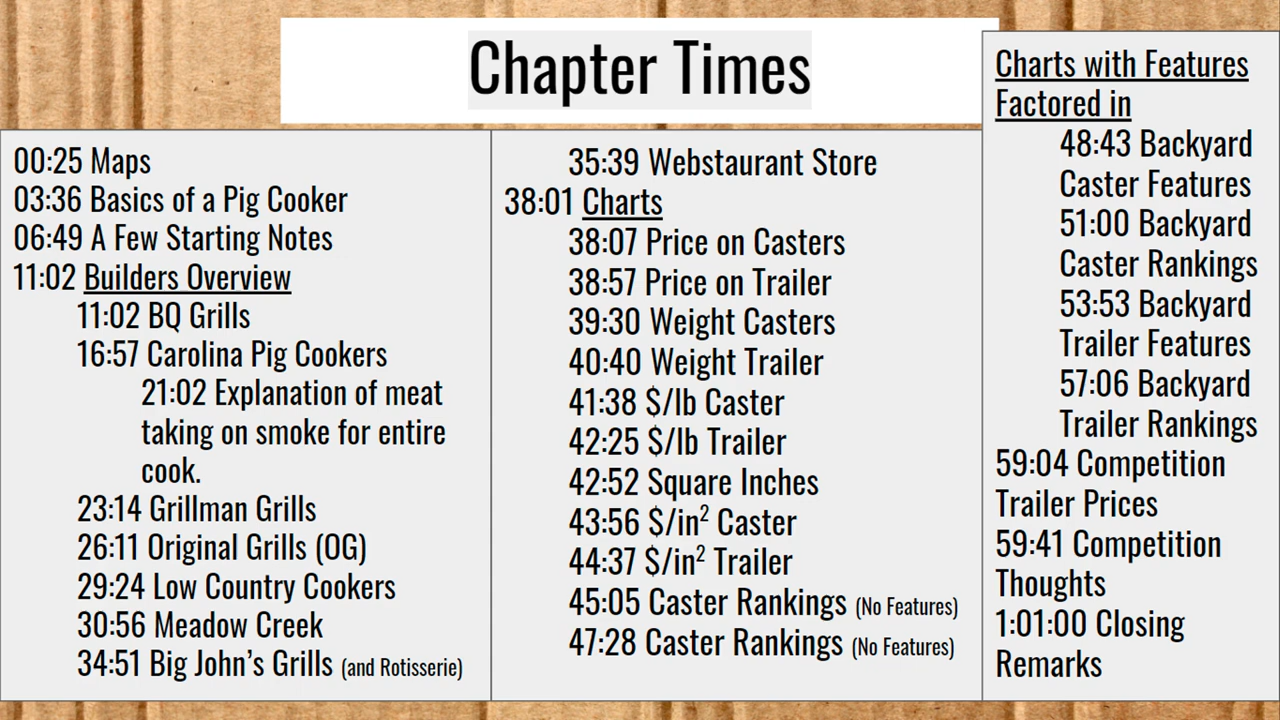 Chapter Times
00:25 Maps
03:36 Basics of a Pig Cooker
06:49 A Few Starting Notes
11:02 Builders Overview
11:02 BQ Grills
16:57 Carolina Pig Cookers
21:02 Explanation of meat
taking on smoke for entire
cook.
23:14 Grillman Grills
26:11 Original Grills (OG)
29:24 Low Country Cookers
30:56 Meadow Creek
34:51 Big John's Grills (and Rotisserie)
35:39 Webstaurant Store
38:01 Charts
38:07 Price on Casters
38:57 Price on Trailer
39:30 Weight Casters
40:40 Weight Trailer
41:38 $/lb Caster
42:25 $/lb Trailer
42:52 Square Inches
43:56 $/in² Caster
44:37 $/in² Trailer
45:05 Caster Rankings (No Features)
47:28 Caster Rankings (No Features)
Charts with Features
Factored in
48:43 Backyard
Caster Features
51:00 Backyard
Caster Rankings
53:53 Backyard
Trailer Features
57:06 Backyard
Trailer Rankings
59:04 Competition
Trailer Prices
59:41 Competition
Thoughts
1:01:00 Closing
Remarks